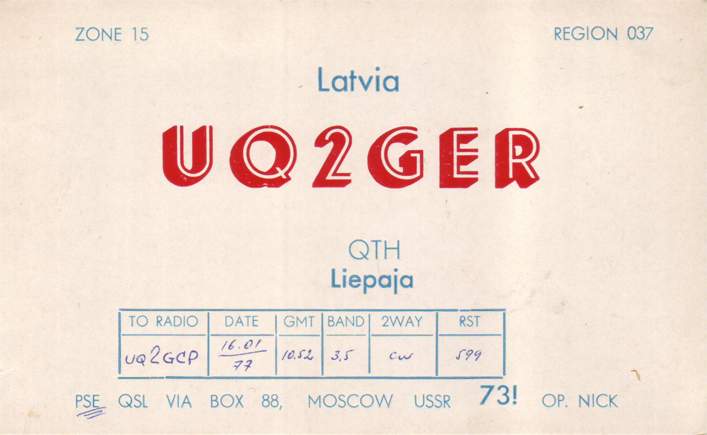 ZONE 15 REGION 037
Latvia
UQ2GER
QTH
Liepaja
TO RADIO DATE GMT BAND 2WAY RST
UQ2GCP 16.01/77 10.52 3,5 CW 599
PSE QSL VIA BOX 88, MOSCOW USSR 73! OP. NICK